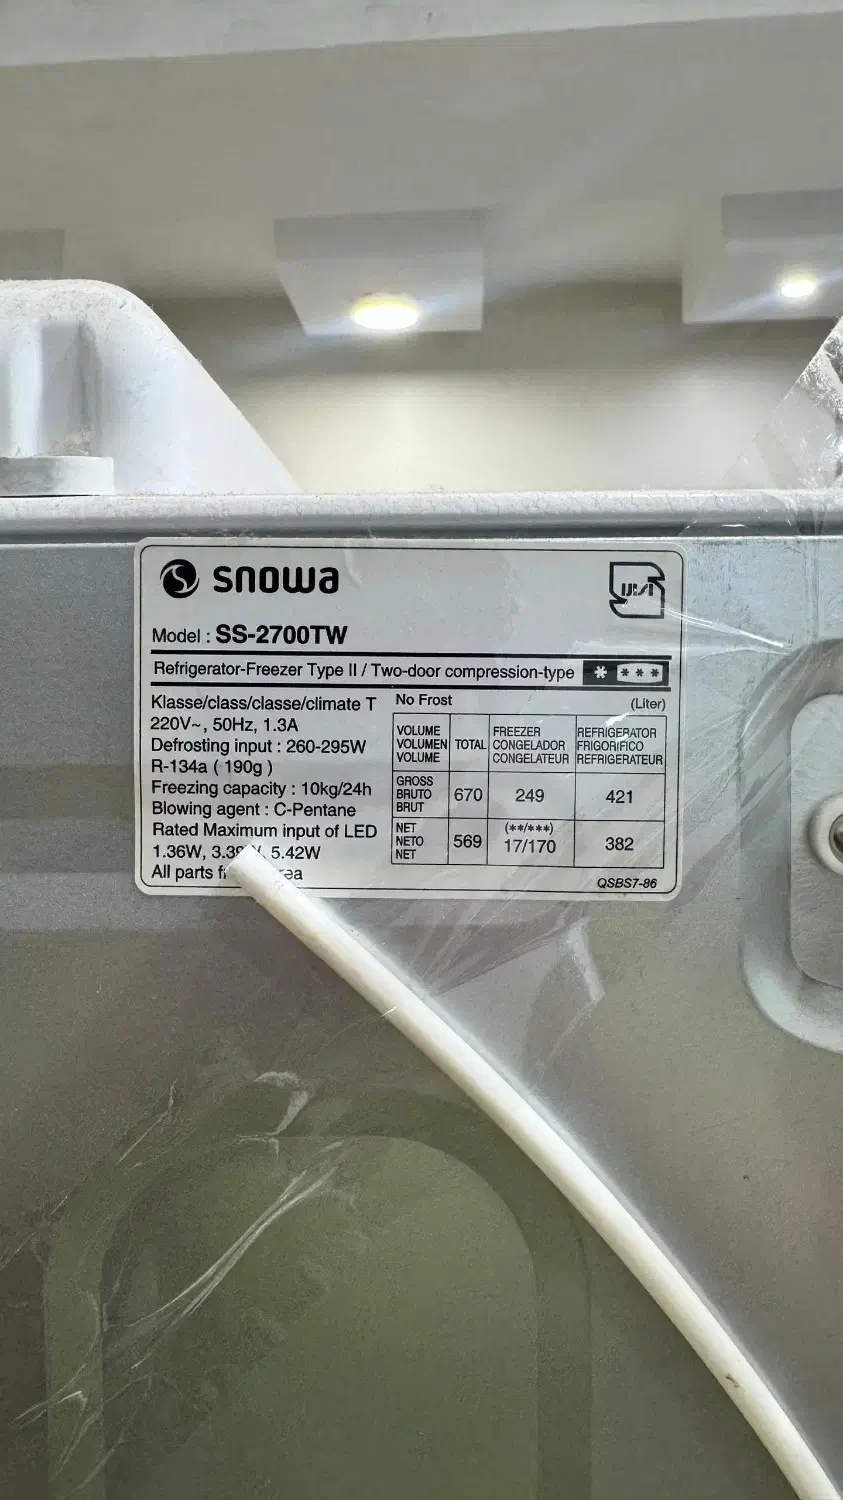 snowa
Model : SS-2700TW
Refrigerator-Freezer Type II / Two-door compression-type * ***
Klasse/class/classe/climate T
220V~, 50Hz, 1.3A
Defrosting input : 260-295W
R-134a ( 190g )
Freezing capacity : 10kg/24h
Blowing agent : C-Pentane
Rated Maximum input of LED
1.36W, 5.42W
All parts
No Frost (Liter)
VOLUME
VOLUMEN
VOLUME
TOTAL
FREEZER
CONGELADOR
CONGELATEUR
REFRIGERATOR
FRIGORIFICO
REFRIGERATEUR
GROSS
BRUTO
BRUT
670
249
421
NET
NETO
NET
569
(**/***)
17/170
382
QSBS7-86